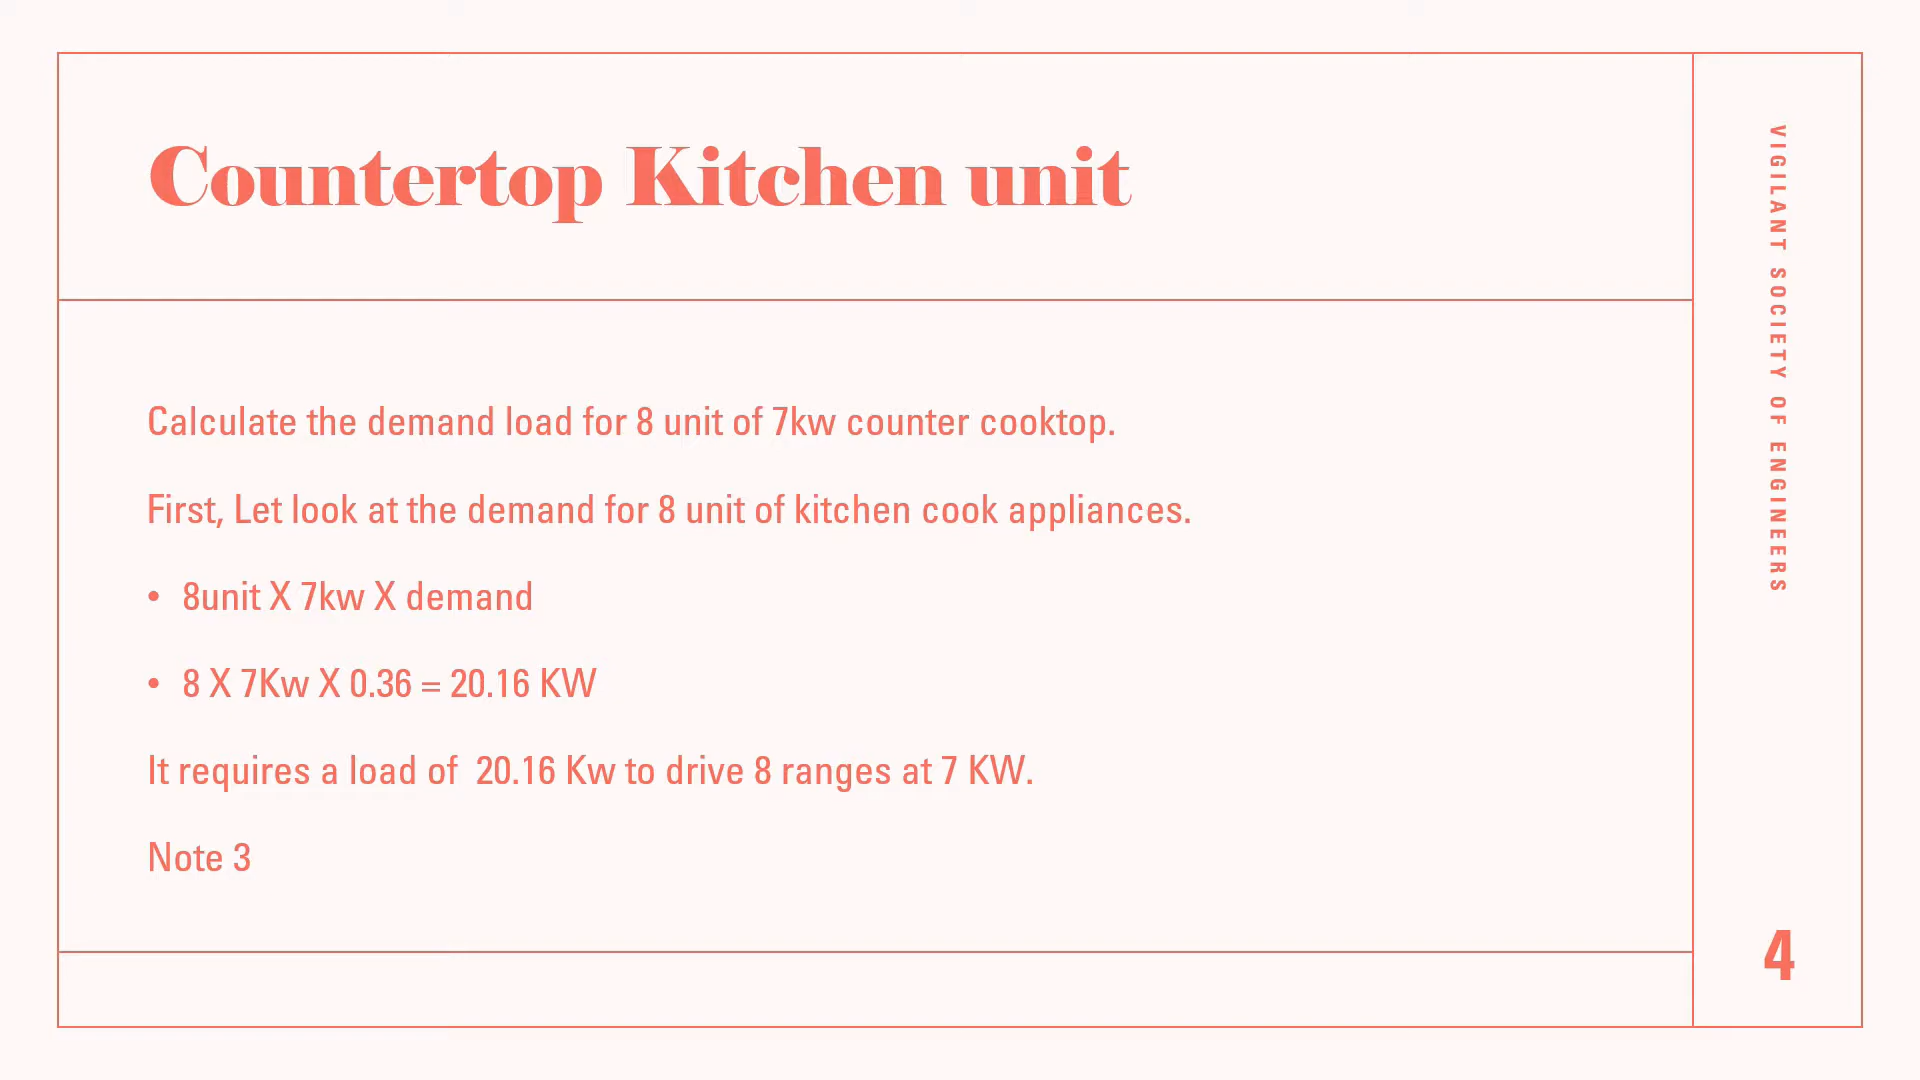 Countertop Kitchen unit
Calculate the demand load for 8 unit of 7kw counter cooktop.
First, Let look at the demand for 8 unit of kitchen cook appliances.
• 8unit X 7kw X demand
• 8 X 7Kw X 0.36 = 20.16 KW
It requires a load of  20.16 Kw to drive 8 ranges at 7 KW.
Note 3
VIGILANT SOCIETY OF ENGINEERS
4